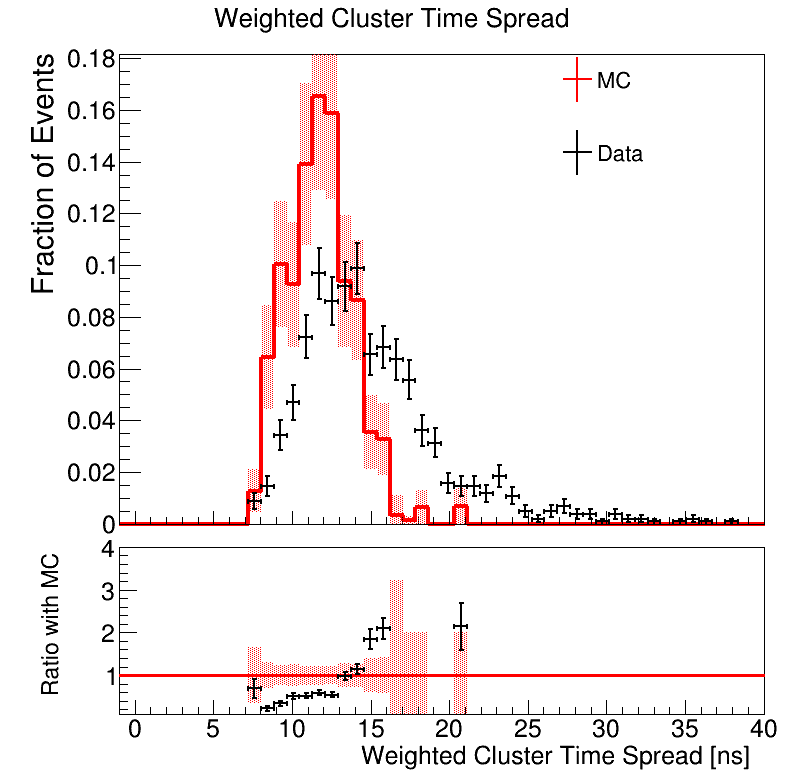 Weighted Cluster Time Spread
Fraction of Events
0.18
0.16
0.14
0.12
0.1
0.08
0.06
0.04
0.02
0
MC
Data
Ratio with MC
4
3
2
1
0 5 10 15 20 25 30 35 40
Weighted Cluster Time Spread [ns]